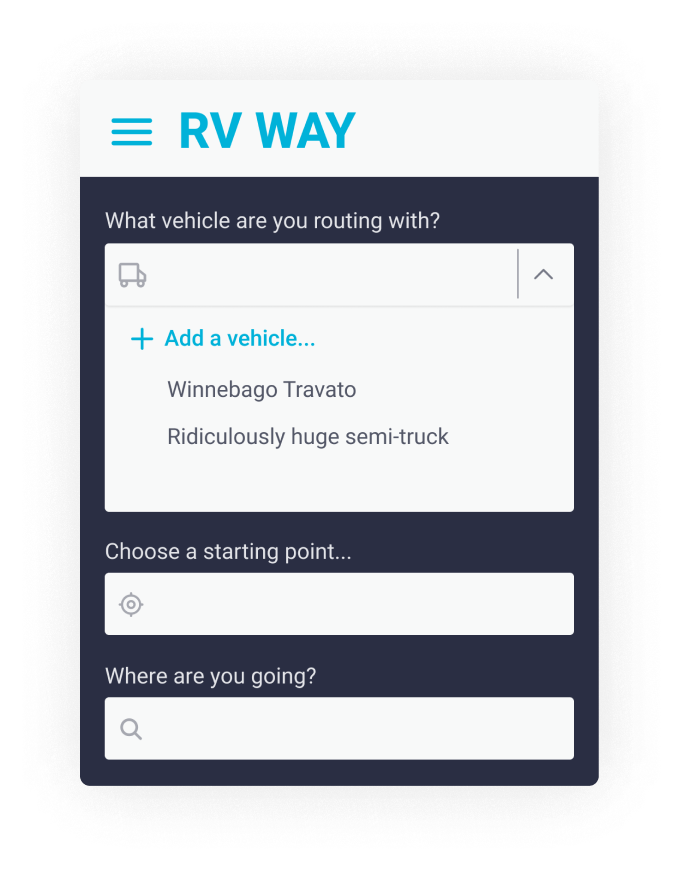 RV WAY
What vehicle are you routing with?
Add a vehicle...
Winnebago Travato
Ridiculously huge semi-truck
Choose a starting point...
Where are you going?